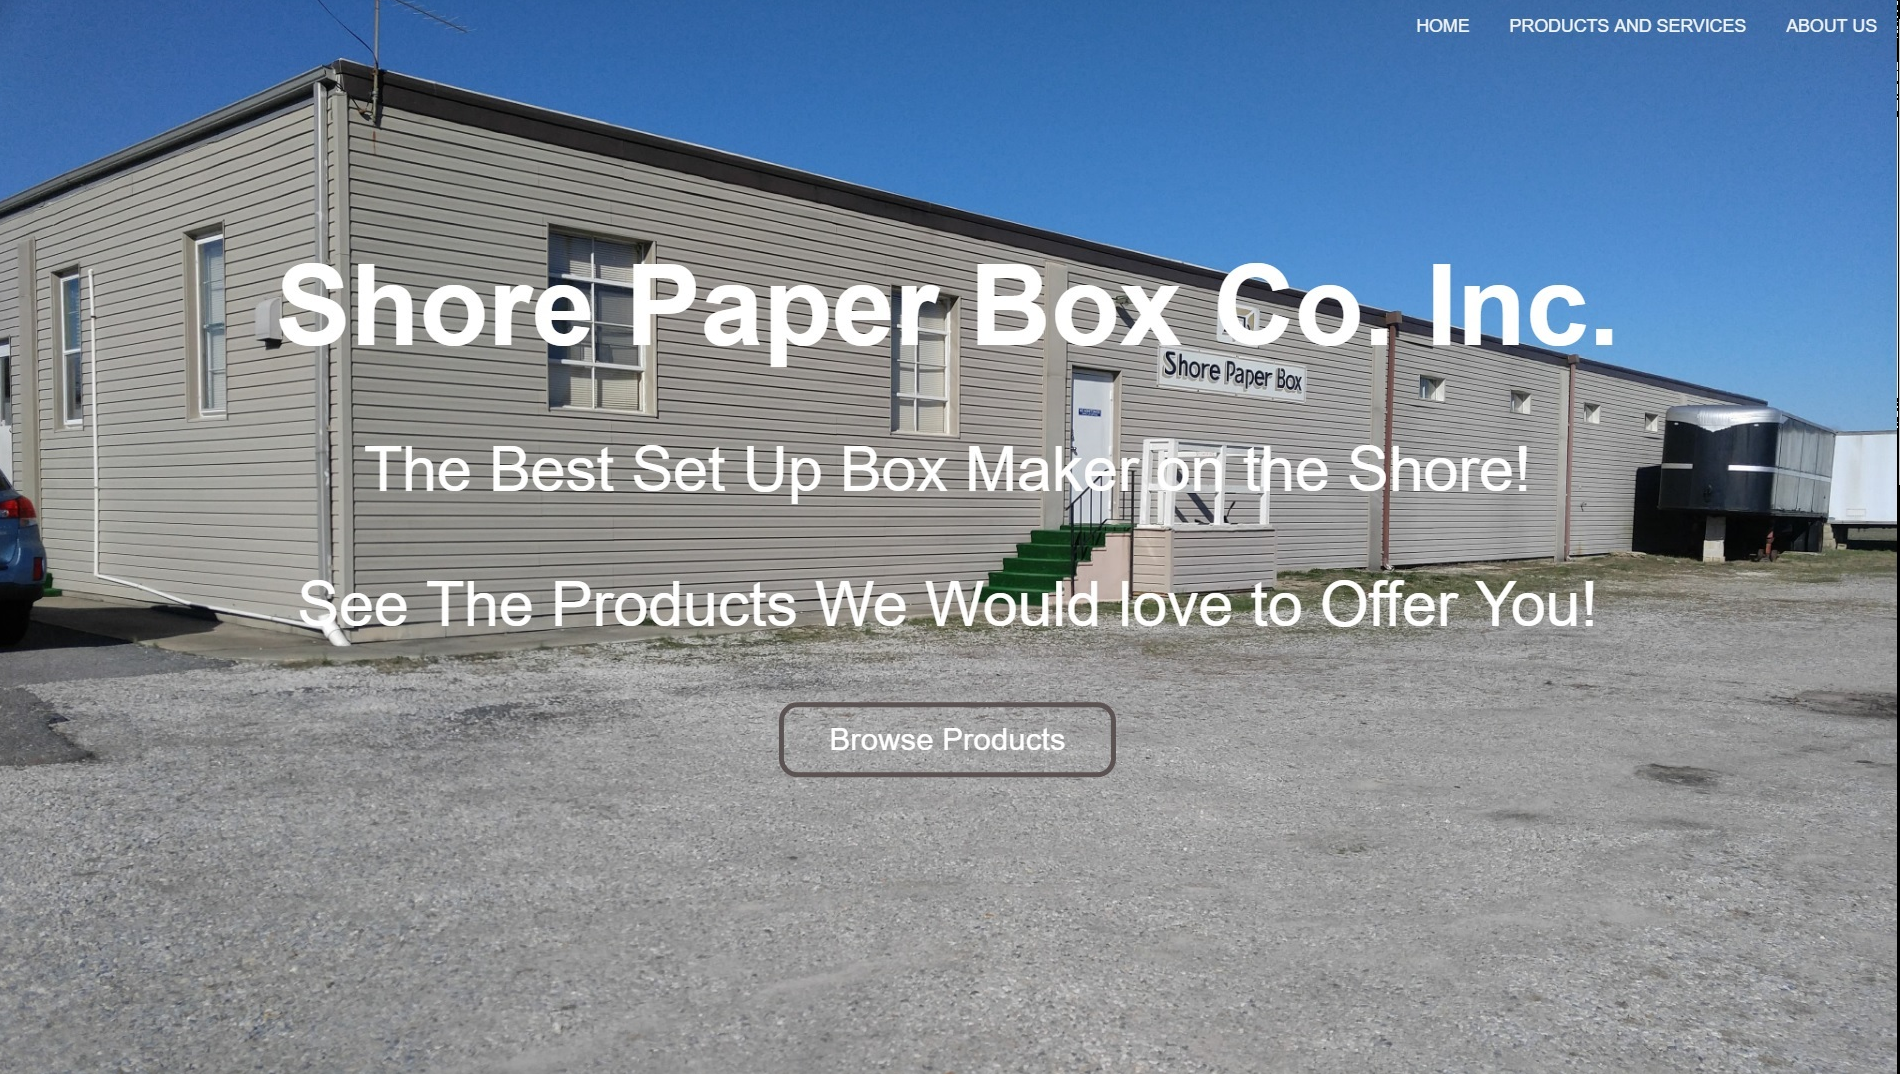 HOME PRODUCTS AND SERVICES ABOUT US
Shore Paper Box Co. Inc.
Shore Paper Box
The Best Set Up Box Maker on the Shore!
See The Products We Would love to Offer You!
Browse Products